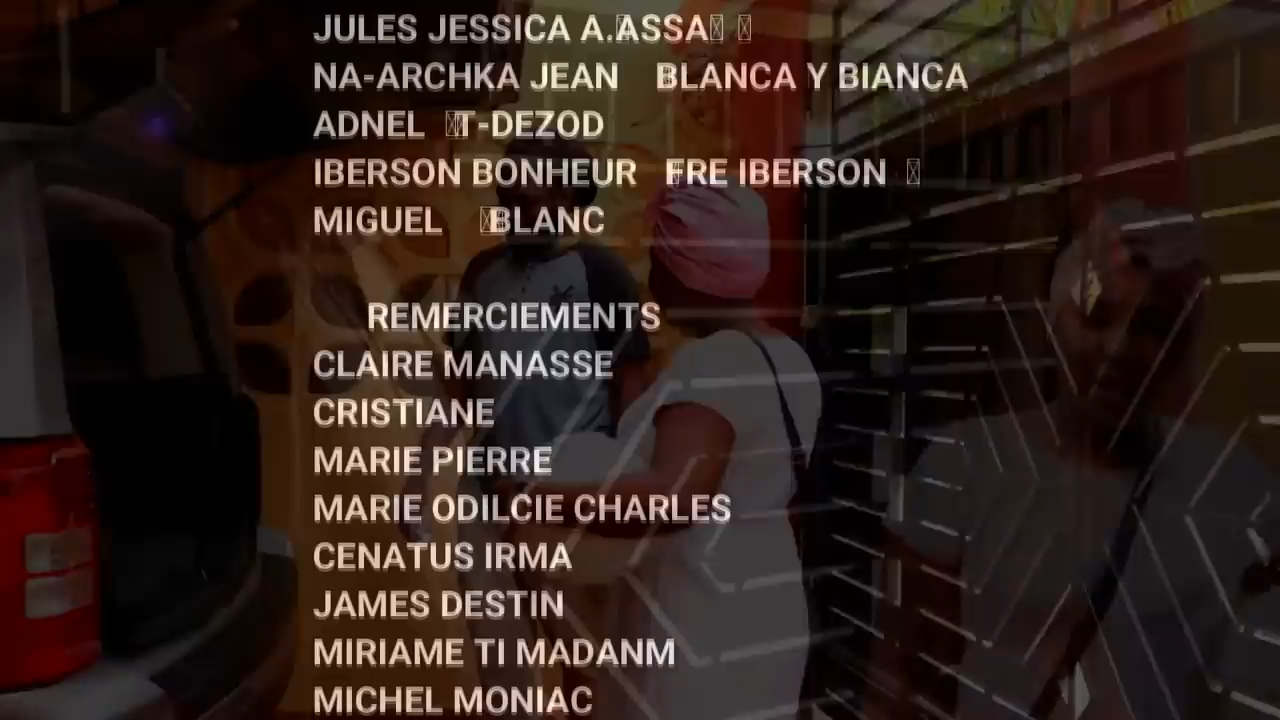 JULES JESSICA A.ASSA
NA-ARCHKA JEAN BLANCA Y BIANCA
ADNEL T-DEZOD
IBERSON BONHEUR FRE IBERSON
MIGUEL BLANC
REMERCIEMENTS
CLAIRE MANASSE
CRISTIANE
MARIE PIERRE
MARIE ODILCIE CHARLES
CENATUS IRMA
JAMES DESTIN
MIRIAME TI MADANM
MICHEL MONIAC